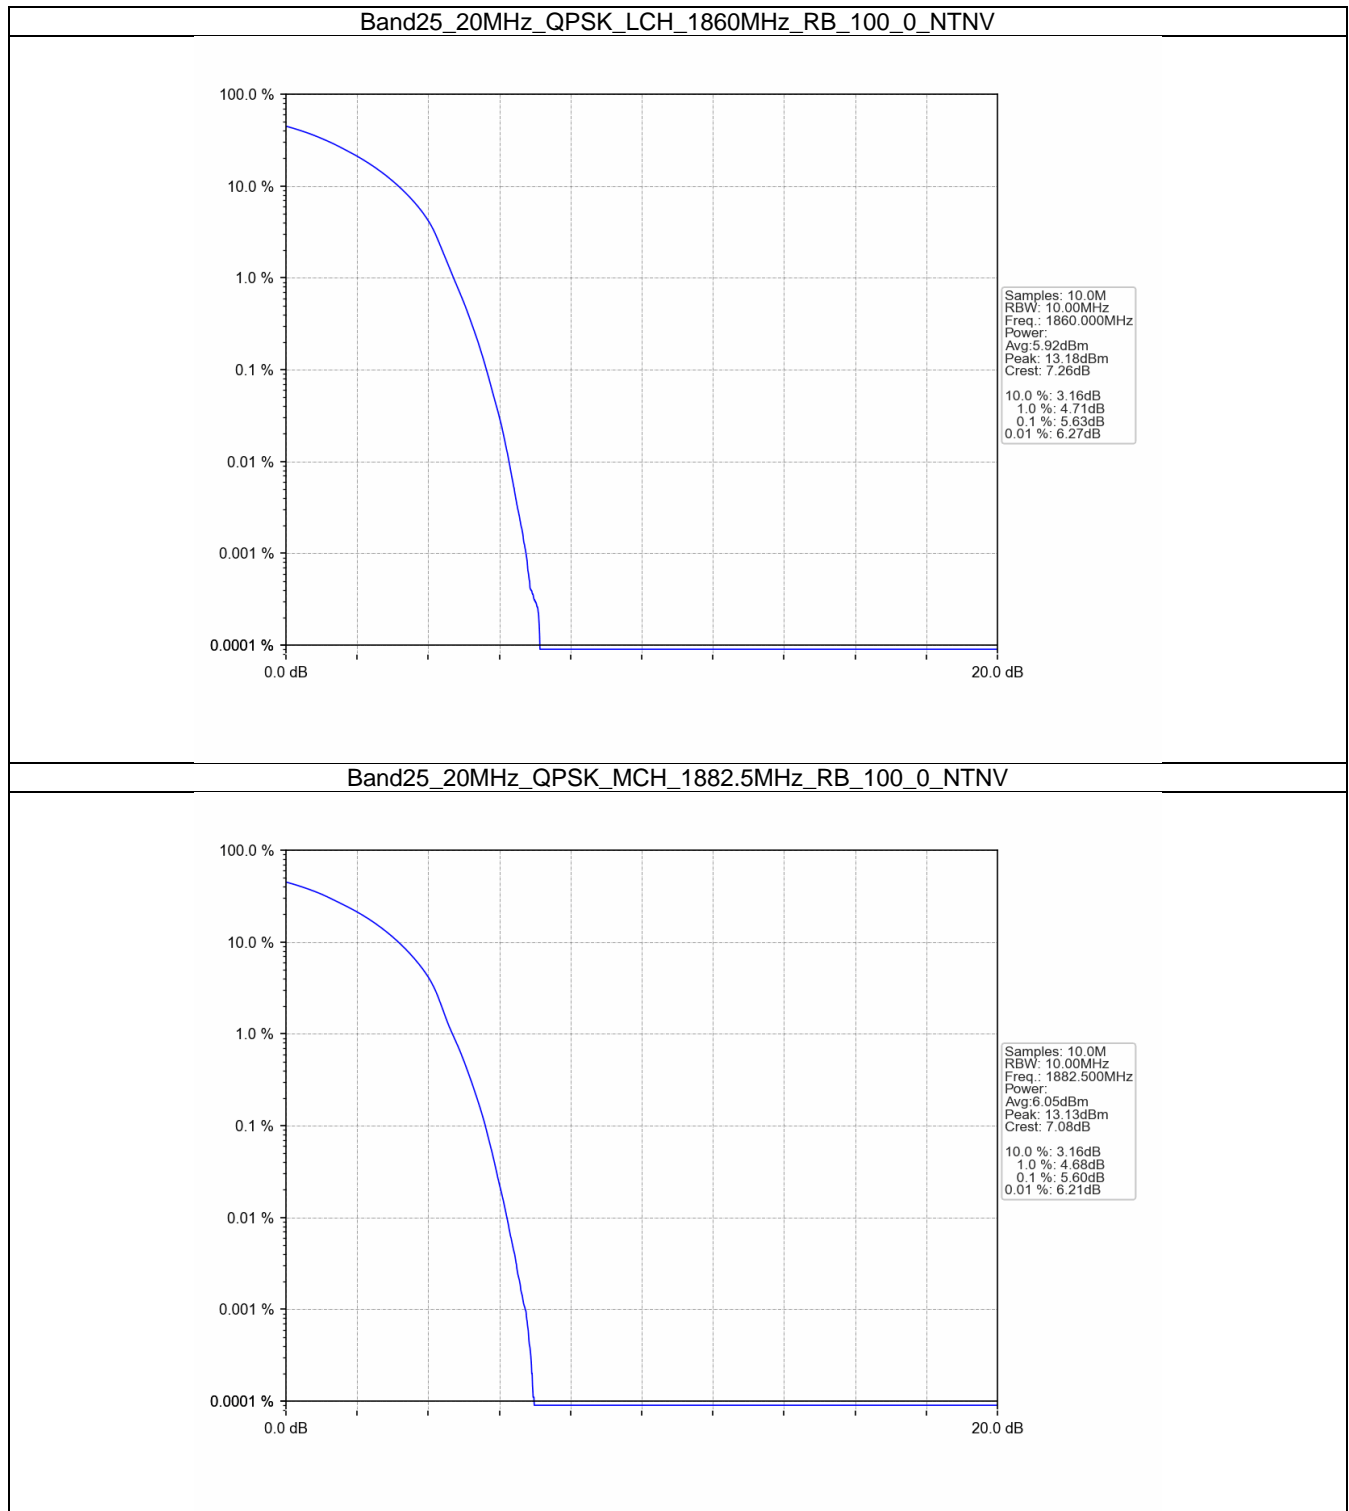 Band25_20MHz_QPSK_LCH_1860MHz_RB_100_0_NTNV
100.0 %
10.0 %
1.0 %
0.1 %
0.01 %
0.001 %
0.0001 %
0.0 dB
20.0 dB
Samples: 10.0M
RBW: 10.00MHz
Freq.: 1860.000MHz
Power:
Avg:5.92dBm
Peak: 13.18dBm
Crest: 7.26dB
10.0 %: 3.16dB
1.0 %: 4.71dB
0.1 %: 5.63dB
0.01 %: 6.27dB
Band25_20MHz_QPSK_MCH_1882.5MHz_RB_100_0_NTNV
100.0 %
10.0 %
1.0 %
0.1 %
0.01 %
0.001 %
0.0001 %
0.0 dB
20.0 dB
Samples: 10.0M
RBW: 10.00MHz
Freq.: 1882.500MHz
Power:
Avg:6.05dBm
Peak: 13.13dBm
Crest: 7.08dB
10.0 %: 3.16dB
1.0 %: 4.68dB
0.1 %: 5.60dB
0.01 %: 6.21dB